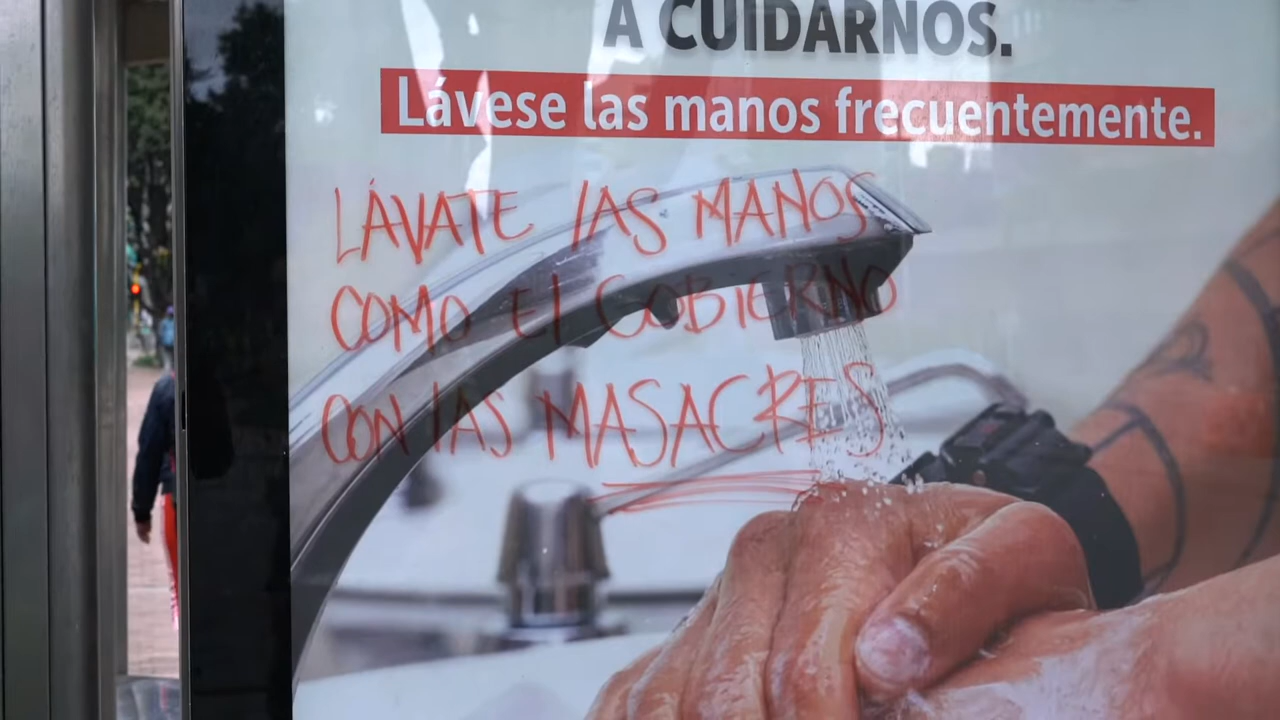 A CUIDARNOS.
Lávese las manos frecuentemente.
LÁVATE lAS MANOS
COMO El GOBIERNO
CON lAS MASACRES